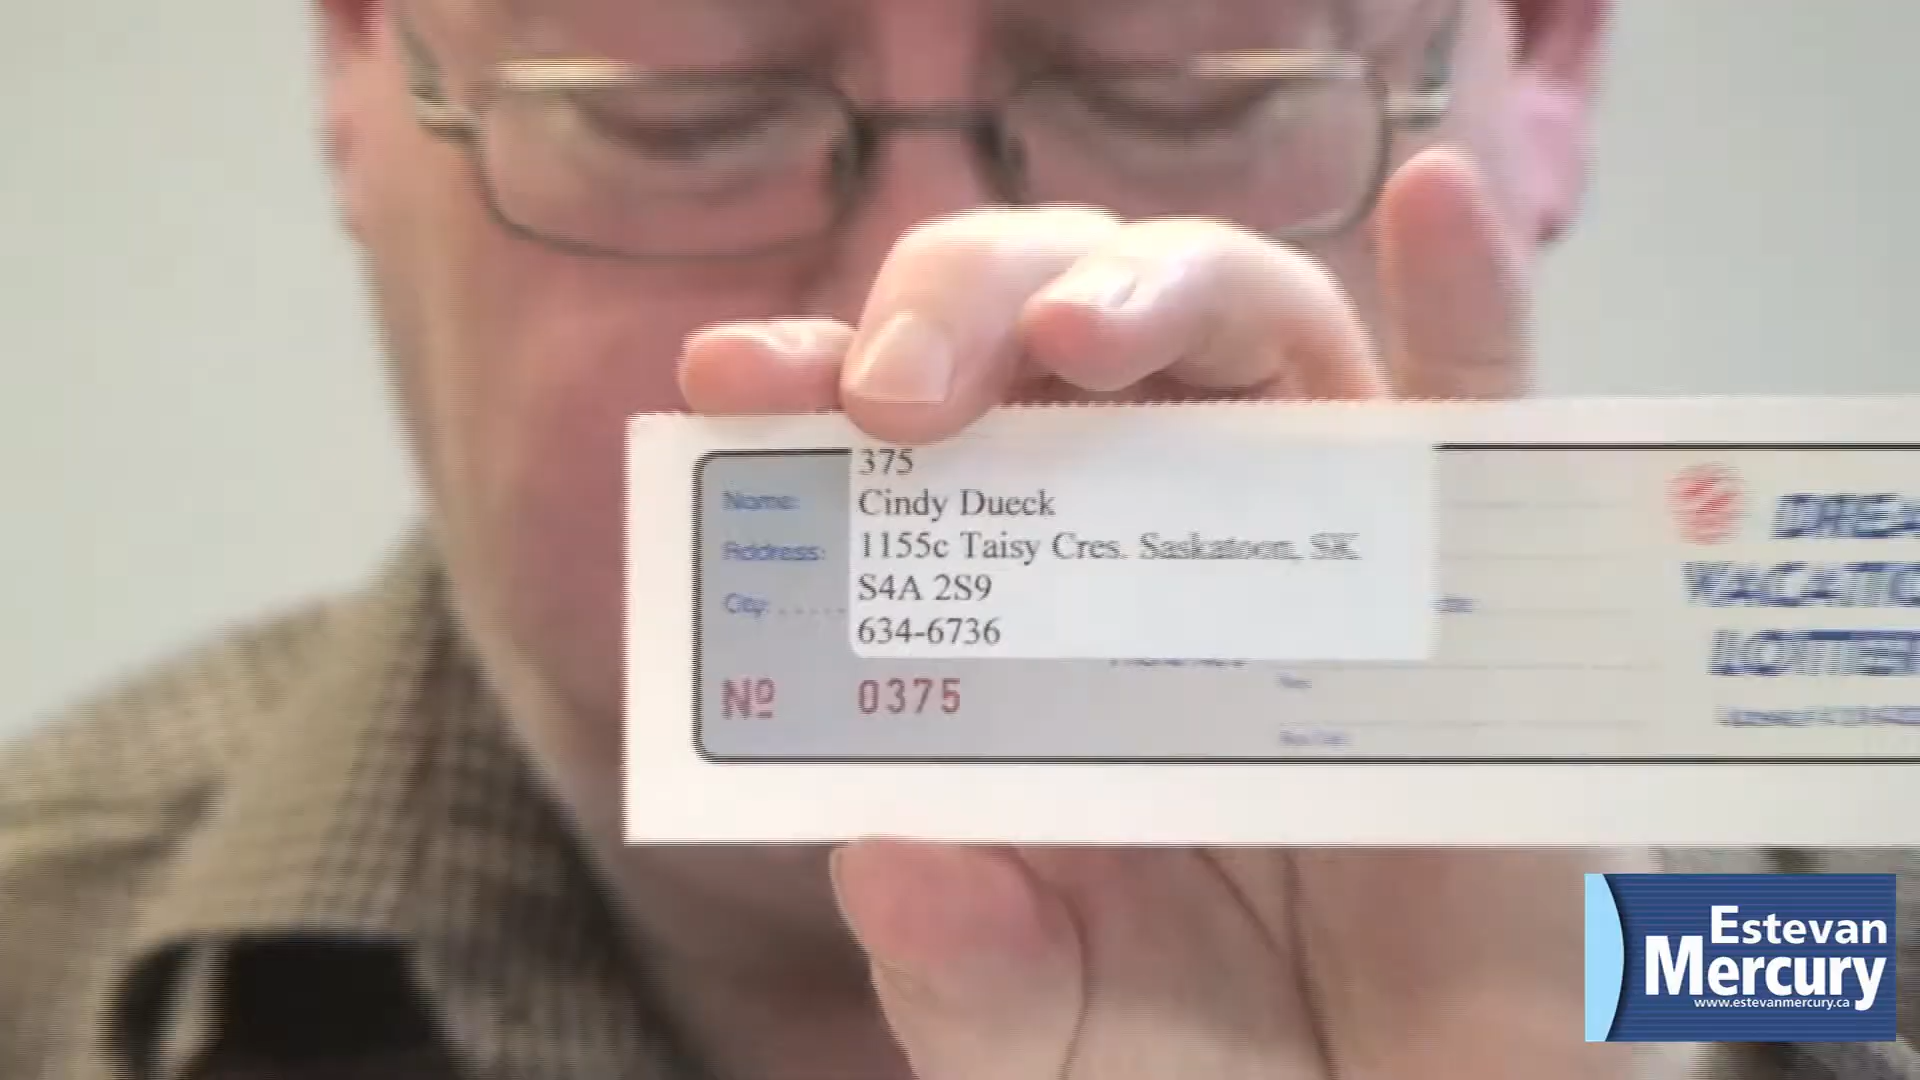 375
Name: Cindy Dueck
Address: 1155c Taisy Cres. Saskatoon, SK
City: S4A 2S9
634-6736
Nº 0375
Estevan
Mercury
www.estevanmercury.ca